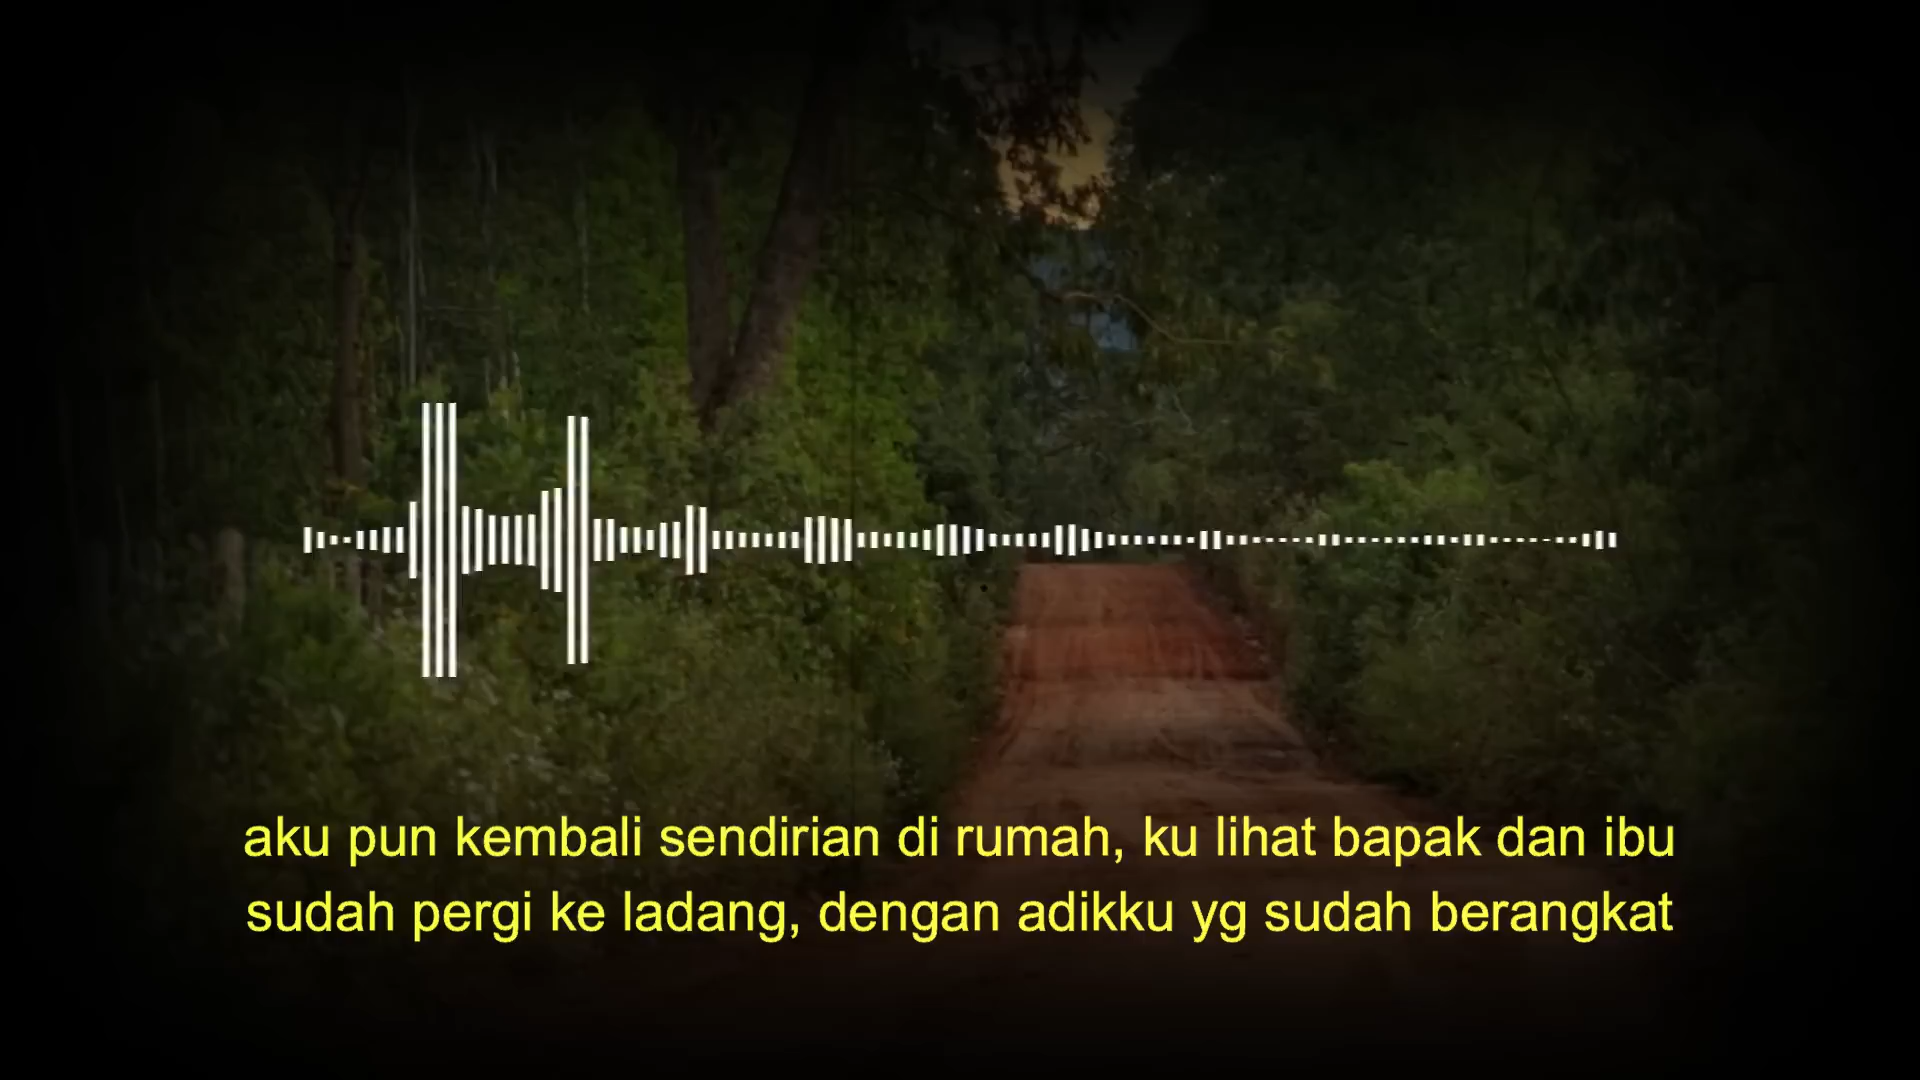 aku pun kembali sendirian di rumah, ku lihat bapak dan ibu
sudah pergi ke ladang, dengan adikku yg sudah berangkat